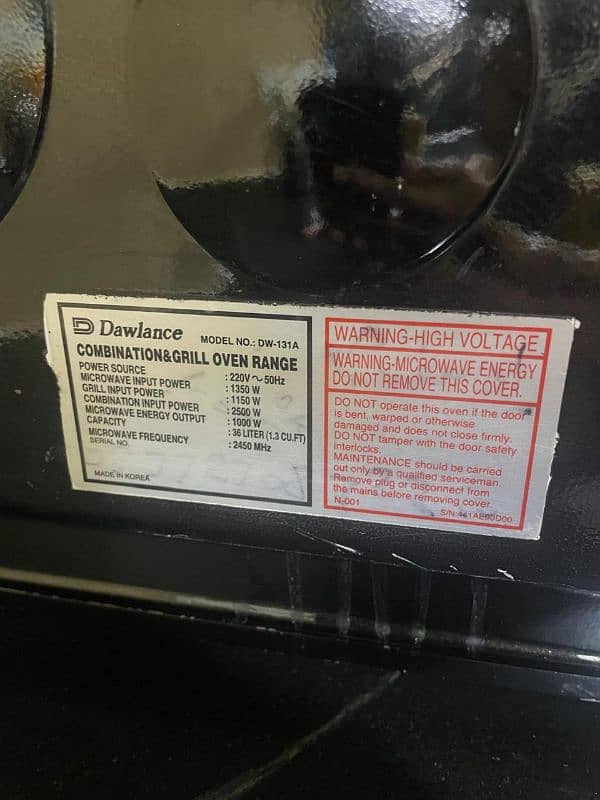 Dawlance
MODEL NO.: DW-131A
COMBINATION&GRILL OVEN RANGE
POWER SOURCE : 220V ~ 50Hz
MICROWAVE INPUT POWER : 1350 W
GRILL INPUT POWER : 1150 W
COMBINATION INPUT POWER : 2500 W
MICROWAVE ENERGY OUTPUT : 1000 W
CAPACITY : 36 LITER (1.3 CU.FT)
MICROWAVE FREQUENCY : 2450 MHz
SERIAL NO.
MADE IN KOREA
WARNING-HIGH VOLTAGE
WARNING-MICROWAVE ENERGY
DO NOT REMOVE THIS COVER.
DO NOT operate this oven if the door
is bent, warped or otherwise
damaged and does not close firmly.
DO NOT tamper with the door safety
interlocks.
MAINTENANCE should be carried
out only by a qualified serviceman.
Remove plug or disconnect from
the mains before removing cover.
N-001
S/N: